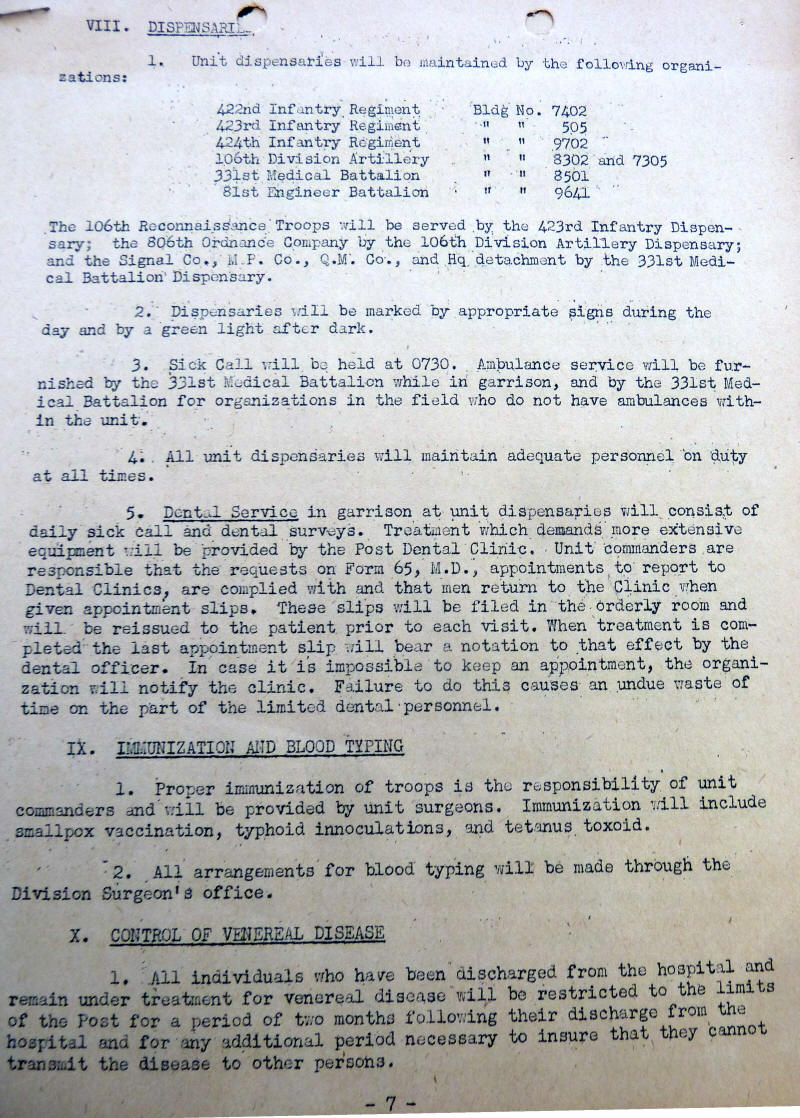 VIII. DISPENSARIE
1. Unit dispensaries will be maintained by the following organi-
zations:
422nd Infantry Regiment Bldg No. 7402
423rd Infantry Regiment " " 505
424th Infantry Regiment " " 9702
106th Division Artillery " " 8302 and 7305
331st Medical Battalion " " 8501
81st Engineer Battalion " " 9641
The 106th Reconnaissance Troops will be served by the 423rd Infantry Dispen-
sary; the 806th Ordnance Company by the 106th Division Artillery Dispensary;
and the Signal Co., M.P. Co., Q.M. Co., and Hq detachment by the 331st Medi-
cal Battalion Dispensary.
2. Dispensaries will be marked by appropriate signs during the
day and by a green light after dark.
3. Sick Call will be held at 0730. Ambulance service will be fur-
nished by the 331st Medical Battalion while in garrison, and by the 331st Med-
ical Battalion for organizations in the field who do not have ambulances with-
in the unit.
4. All unit dispensaries will maintain adequate personnel on duty
at all times.
5. Dental Service in garrison at unit dispensaries will consist of
daily sick call and dental surveys. Treatment which demands more extensive
equipment will be provided by the Post Dental Clinic. Unit commanders are
responsible that the requests on Form 65, M.D., appointments to report to
Dental Clinics, are complied with and that men return to the Clinic when
given appointment slips. These slips will be filed in the orderly room and
will be reissued to the patient prior to each visit. When treatment is com-
pleted the last appointment slip will bear a notation to that effect by the
dental officer. In case it is impossible to keep an appointment, the organi-
zation will notify the clinic. Failure to do this causes an undue waste of
time on the part of the limited dental personnel.
IX. IMMUNIZATION AND BLOOD TYPING
1. Proper immunization of troops is the responsibility of unit
commanders and will be provided by unit surgeons. Immunization will include
smallpox vaccination, typhoid innoculations, and tetanus toxoid.
2. All arrangements for blood typing will be made through the
Division Surgeon's office.
X. CONTROL OF VENEREAL DISEASE
1. All individuals who have been discharged from the hospital and
remain under treatment for venereal disease will be restricted to the limits
of the Post for a period of two months following their discharge from the
hospital and for any additional period necessary to insure that they cannot
transmit the disease to other persons.
- 7 -